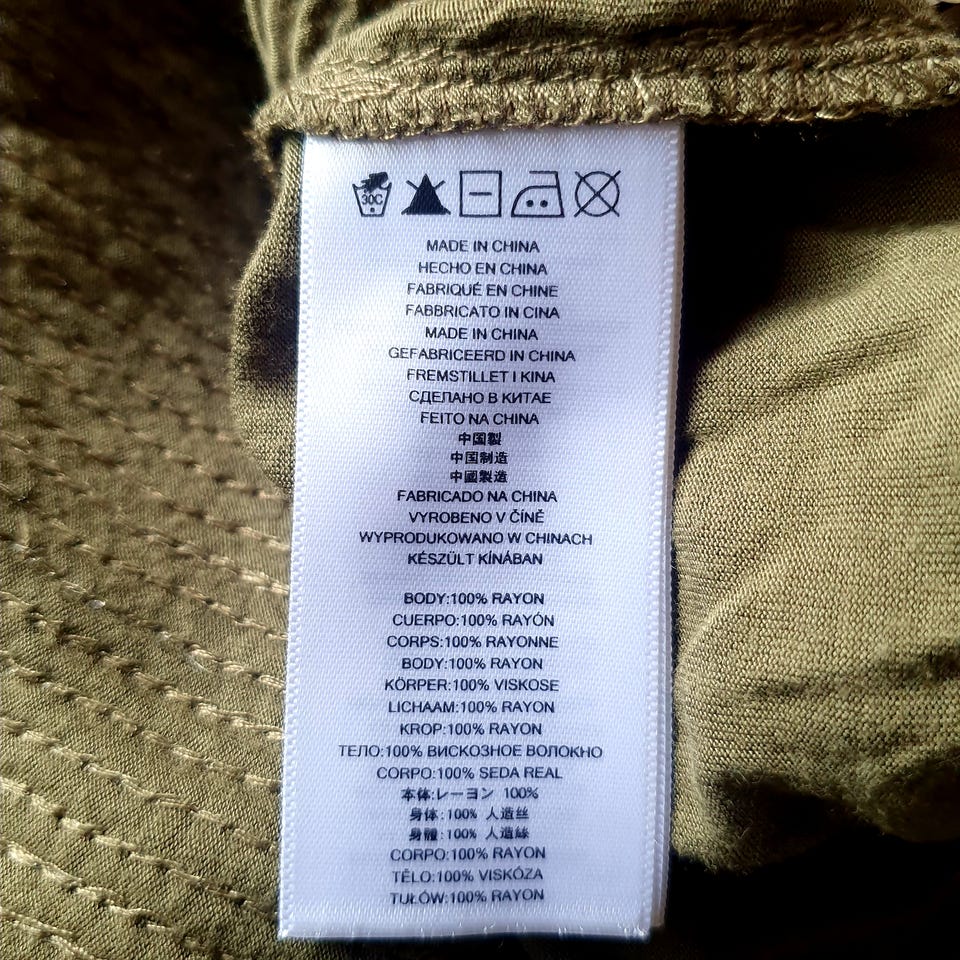 30C
MADE IN CHINA
HECHO EN CHINA
FABRIQUÉ EN CHINE
FABBRICATO IN CINA
MADE IN CHINA
GEFABRICEERD IN CHINA
FREMSTILLET I KINA
СДЕЛАНО В КИТАЕ
FEITO NA CHINA
中国製
中国制造
中國製造
FABRICADO NA CHINA
VYROBENO V ČÍNĚ
WYPRODUKOWANO W CHINACH
KÉSZÜLT KÍNÁBAN
BODY:100% RAYON
CUERPO:100% RAYÓN
CORPS:100% RAYONNE
BODY:100% RAYON
KÖRPER:100% VISKOSE
LICHAAM:100% RAYON
KROP:100% RAYON
ТЕЛО:100% ВИСКОЗНОЕ ВОЛОКНО
CORPO:100% SEDA REAL
本体:レーヨン 100%
身体:100% 人造丝
身體:100% 人造絲
CORPO:100% RAYON
TĚLO:100% VISKÓZA
TUŁÓW:100% RAYON